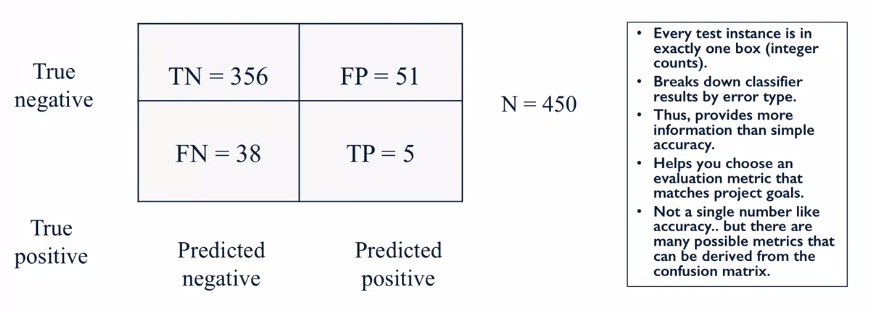 True
negative
TN = 356
FP = 51
N = 450
FN = 38
TP = 5
True
positive
Predicted
negative
Predicted
positive
• Every test instance is in
exactly one box (integer
counts).
• Breaks down classifier
results by error type.
• Thus, provides more
information than simple
accuracy.
• Helps you choose an
evaluation metric that
matches project goals.
• Not a single number like
accuracy.. but there are
many possible metrics that
can be derived from the
confusion matrix.